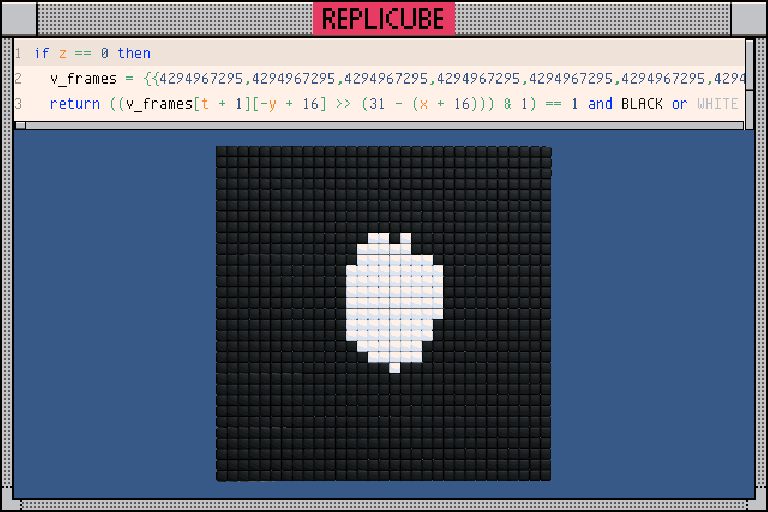 REPLICUBE
1 if z == 0 then
2 v_frames = {{4294967295,4294967295,4294967295,4294967295,4294967295,4294967295,4294
3 return ((v_frames[t + 1][-y + 16] >> (31 - (x + 16))) & 1) == 1 and BLACK or WHITE